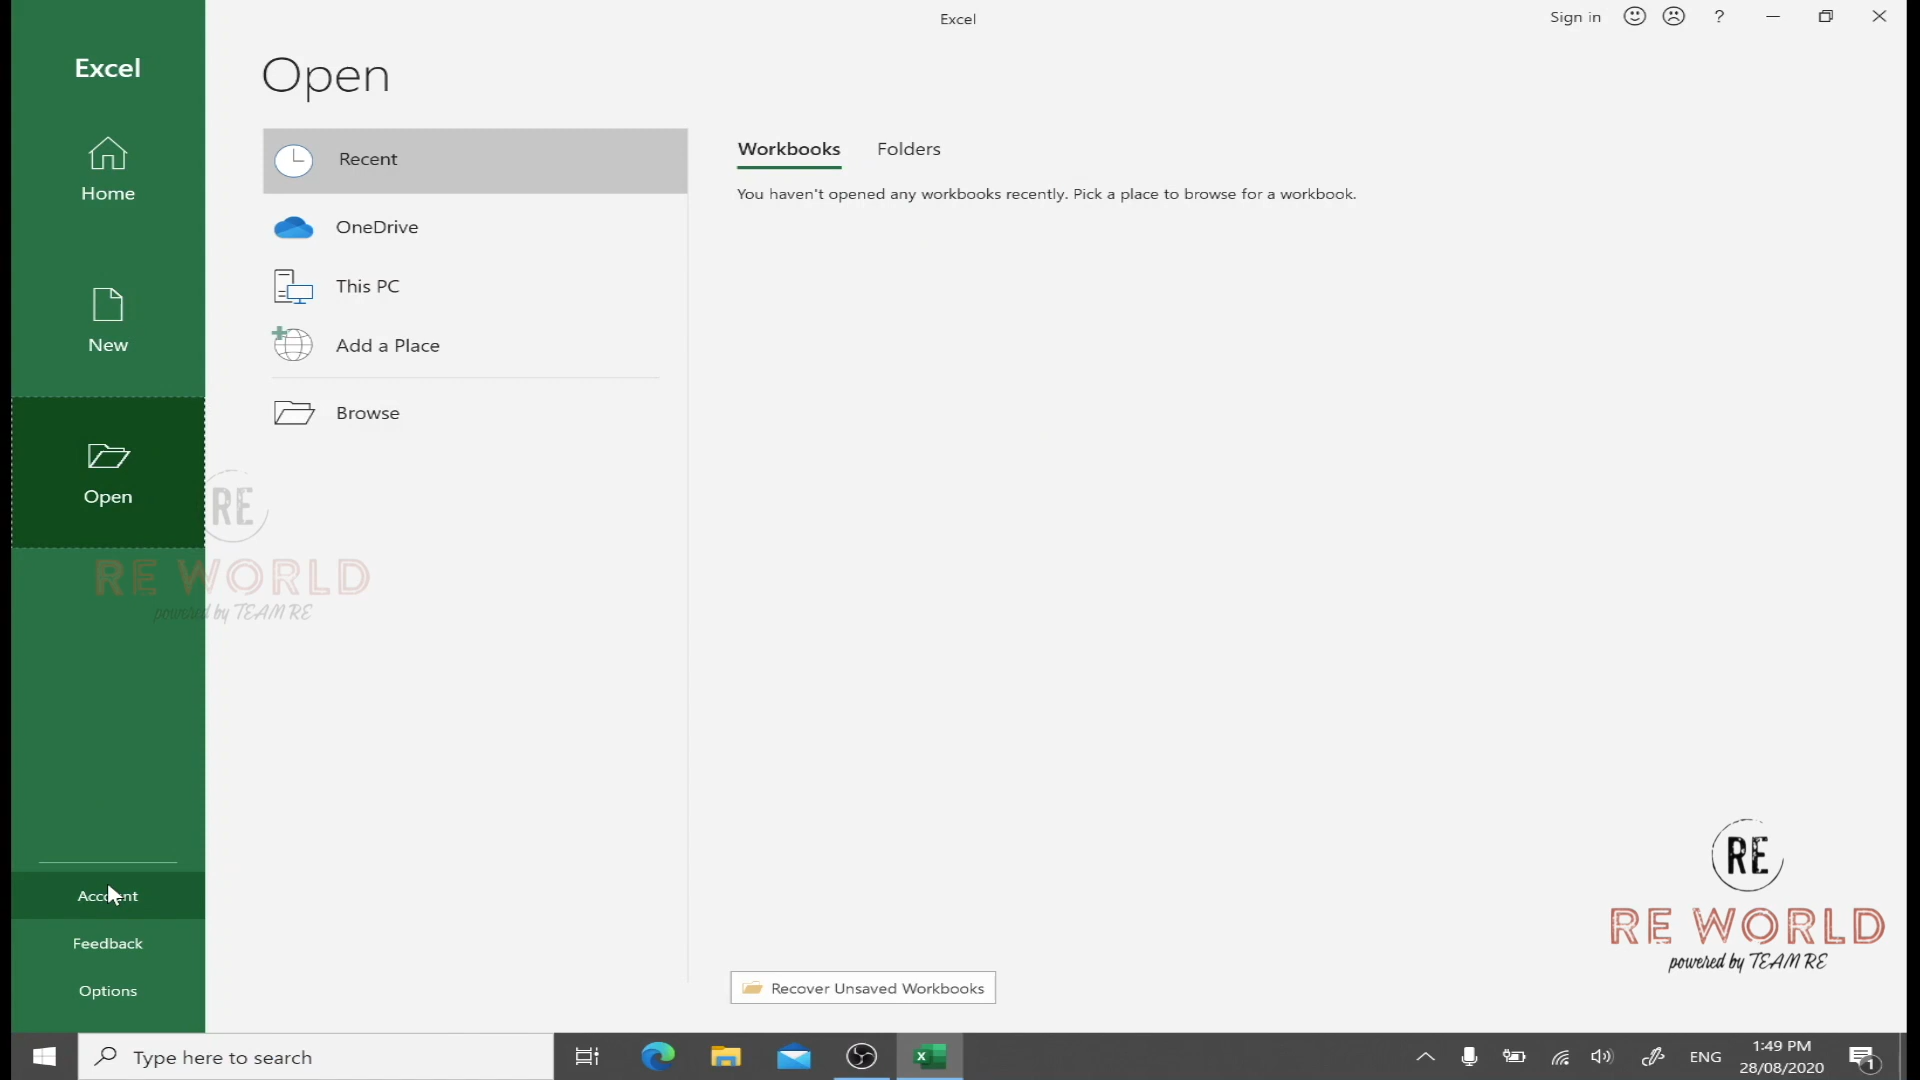 Excel
Sign in
?
Excel
Open
Home
New
Open
Recent
OneDrive
This PC
Add a Place
Browse
Workbooks
Folders
You haven't opened any workbooks recently. Pick a place to browse for a workbook.
RE
RE WORLD
powered by TEAM RE
RE
RE WORLD
powered by TEAM RE
Account
Feedback
Options
Recover Unsaved Workbooks
Type here to search
ENG
1:49 PM
28/08/2020
1